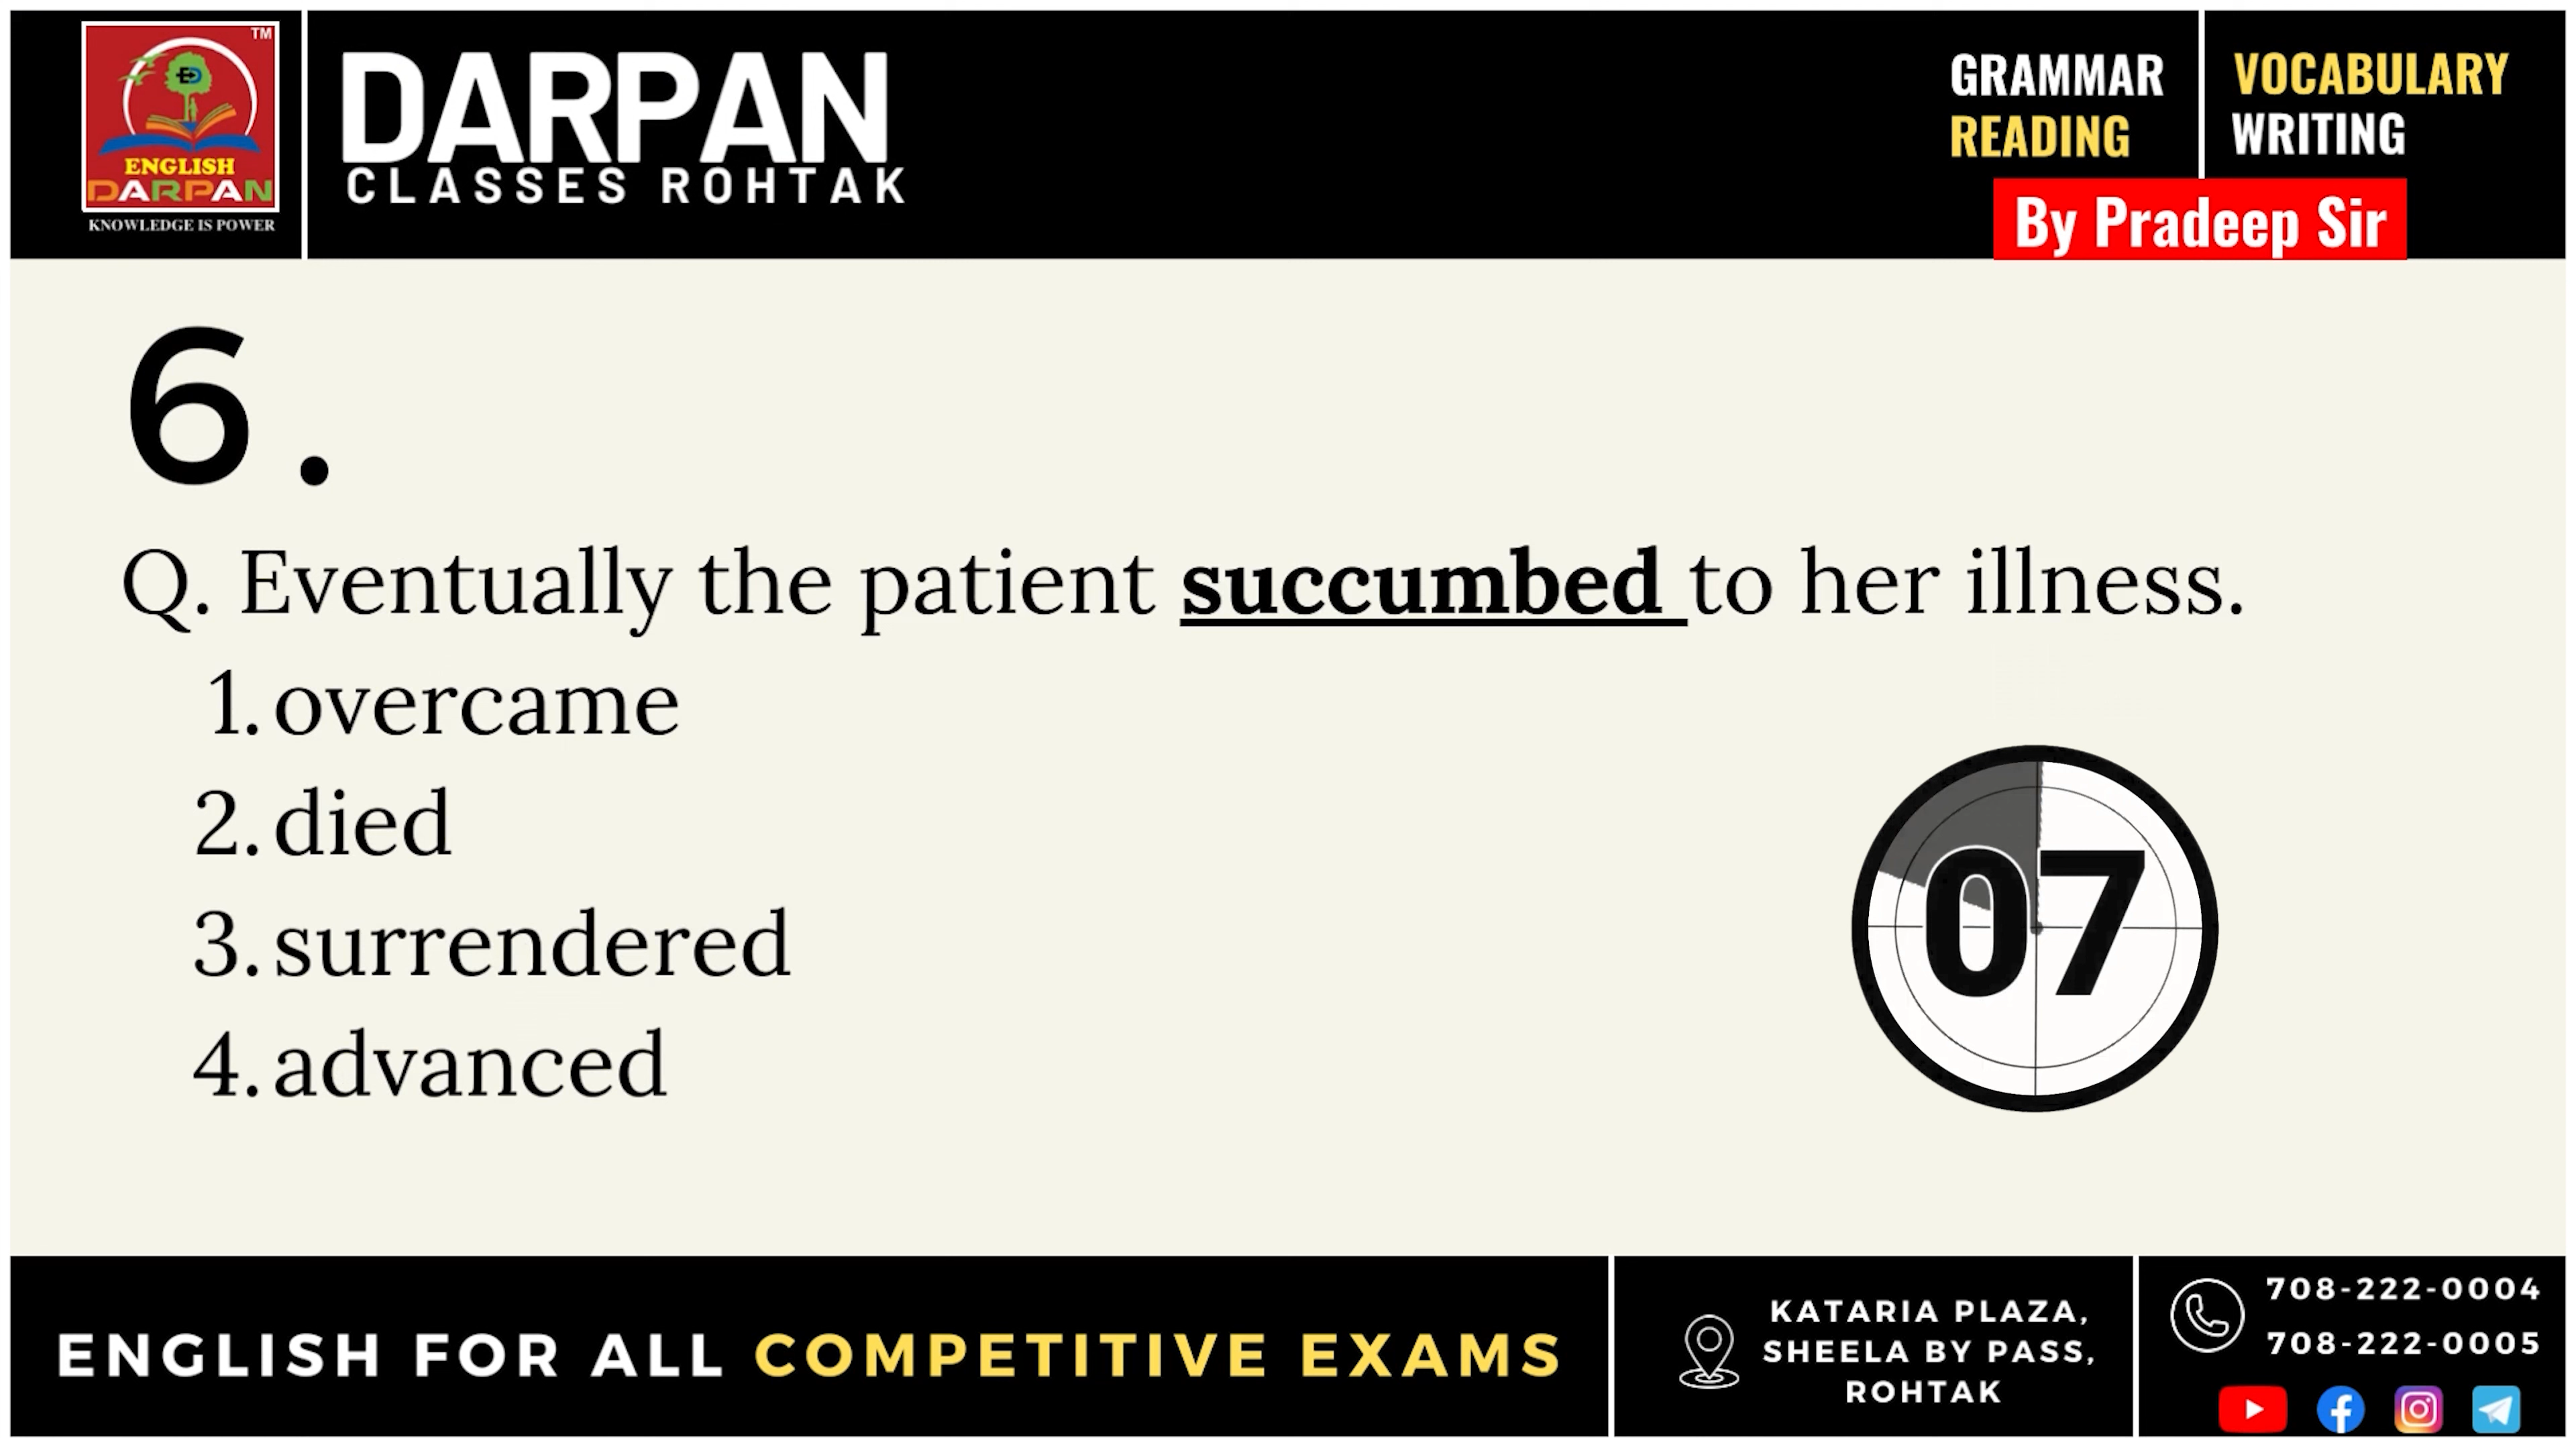 TM
ED
ENGLISH
DARPAN
KNOWLEDGE IS POWER
DARPAN
CLASSES ROHTAK
GRAMMAR
READING
VOCABULARY
WRITING
By Pradeep Sir
6.
Q. Eventually the patient succumbed to her illness.
1. overcame
2. died
3. surrendered
4. advanced
07
ENGLISH FOR ALL COMPETITIVE EXAMS
KATARIA PLAZA,
SHEELA BY PASS,
ROHTAK
708-222-0004
708-222-0005